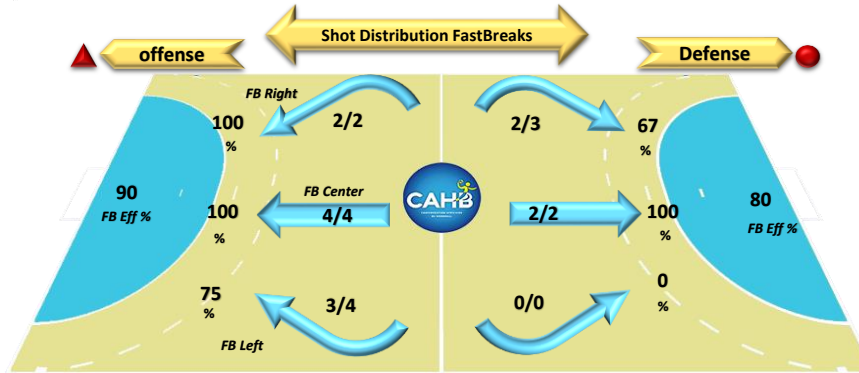 Shot Distribution FastBreaks
offense
Defense
FB Right
2/2
2/3
100
%
67
%
90
FB Eff %
FB Center
100
%
4/4
CAHB
2/2
100
%
80
FB Eff %
75
%
3/4
0/0
0
%
FB Left